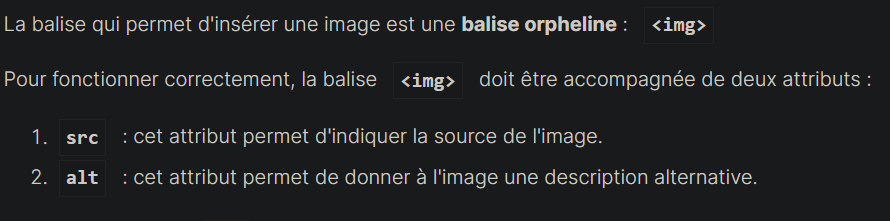 La balise qui permet d'insérer une image est une balise orpheline : <img>
Pour fonctionner correctement, la balise <img> doit être accompagnée de deux attributs :
1. src : cet attribut permet d'indiquer la source de l'image.
2. alt : cet attribut permet de donner à l'image une description alternative.